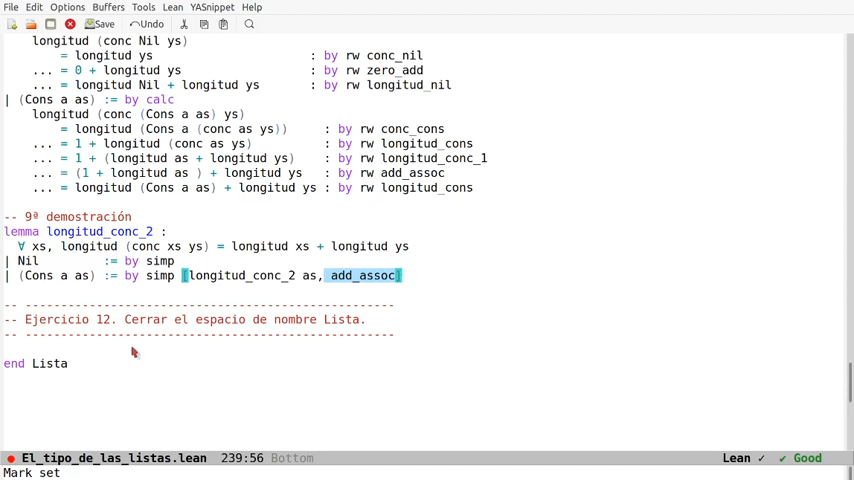 File Edit Options Buffers Tools Lean YASnippet Help
Save Undo
longitud (conc Nil ys)
= longitud ys : by rw conc_nil
... = 0 + longitud ys : by rw zero_add
... = longitud Nil + longitud ys : by rw longitud_nil
| (Cons a as) := by calc
longitud (conc (Cons a as) ys)
= longitud (Cons a (conc as ys)) : by rw conc_cons
... = 1 + longitud (conc as ys) : by rw longitud_cons
... = 1 + (longitud as + longitud ys) : by rw longitud_conc_1
... = (1 + longitud as ) + longitud ys : by rw add_assoc
... = longitud (Cons a as) + longitud ys : by rw longitud_cons
-- 9ª demostración
lemma longitud_conc_2 :
∀ xs, longitud (conc xs ys) = longitud xs + longitud ys
| Nil := by simp
| (Cons a as) := by simp [longitud_conc_2 as, add_assoc]
-- ----------------------------------------------------
-- Ejercicio 12. Cerrar el espacio de nombre Lista.
-- ----------------------------------------------------
end Lista
El_tipo_de_las_listas.lean 239:56 Bottom Lean ✓ ✔ Good
Mark set